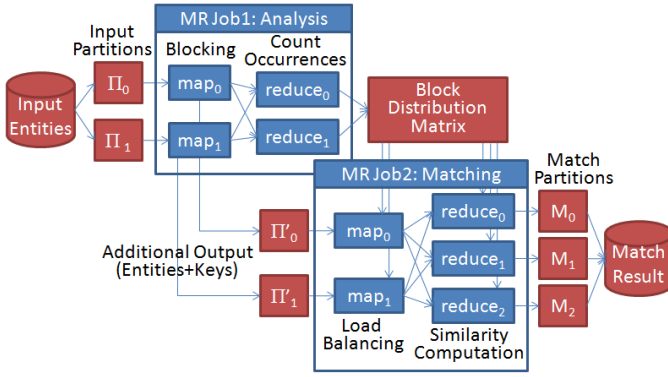 MR Job1: Analysis
Input
Partitions
Blocking
Count
Occurrences
Input
Entities
Π₀
Π₁
map₀
map₁
reduce₀
reduce₁
Block
Distribution
Matrix
MR Job2: Matching
Match
Partitions
Additional Output
(Entities+Keys)
Π'₀
Π'₁
map₀
map₁
reduce₀
reduce₁
reduce₂
M₀
M₁
M₂
Match
Result
Load
Balancing
Similarity
Computation